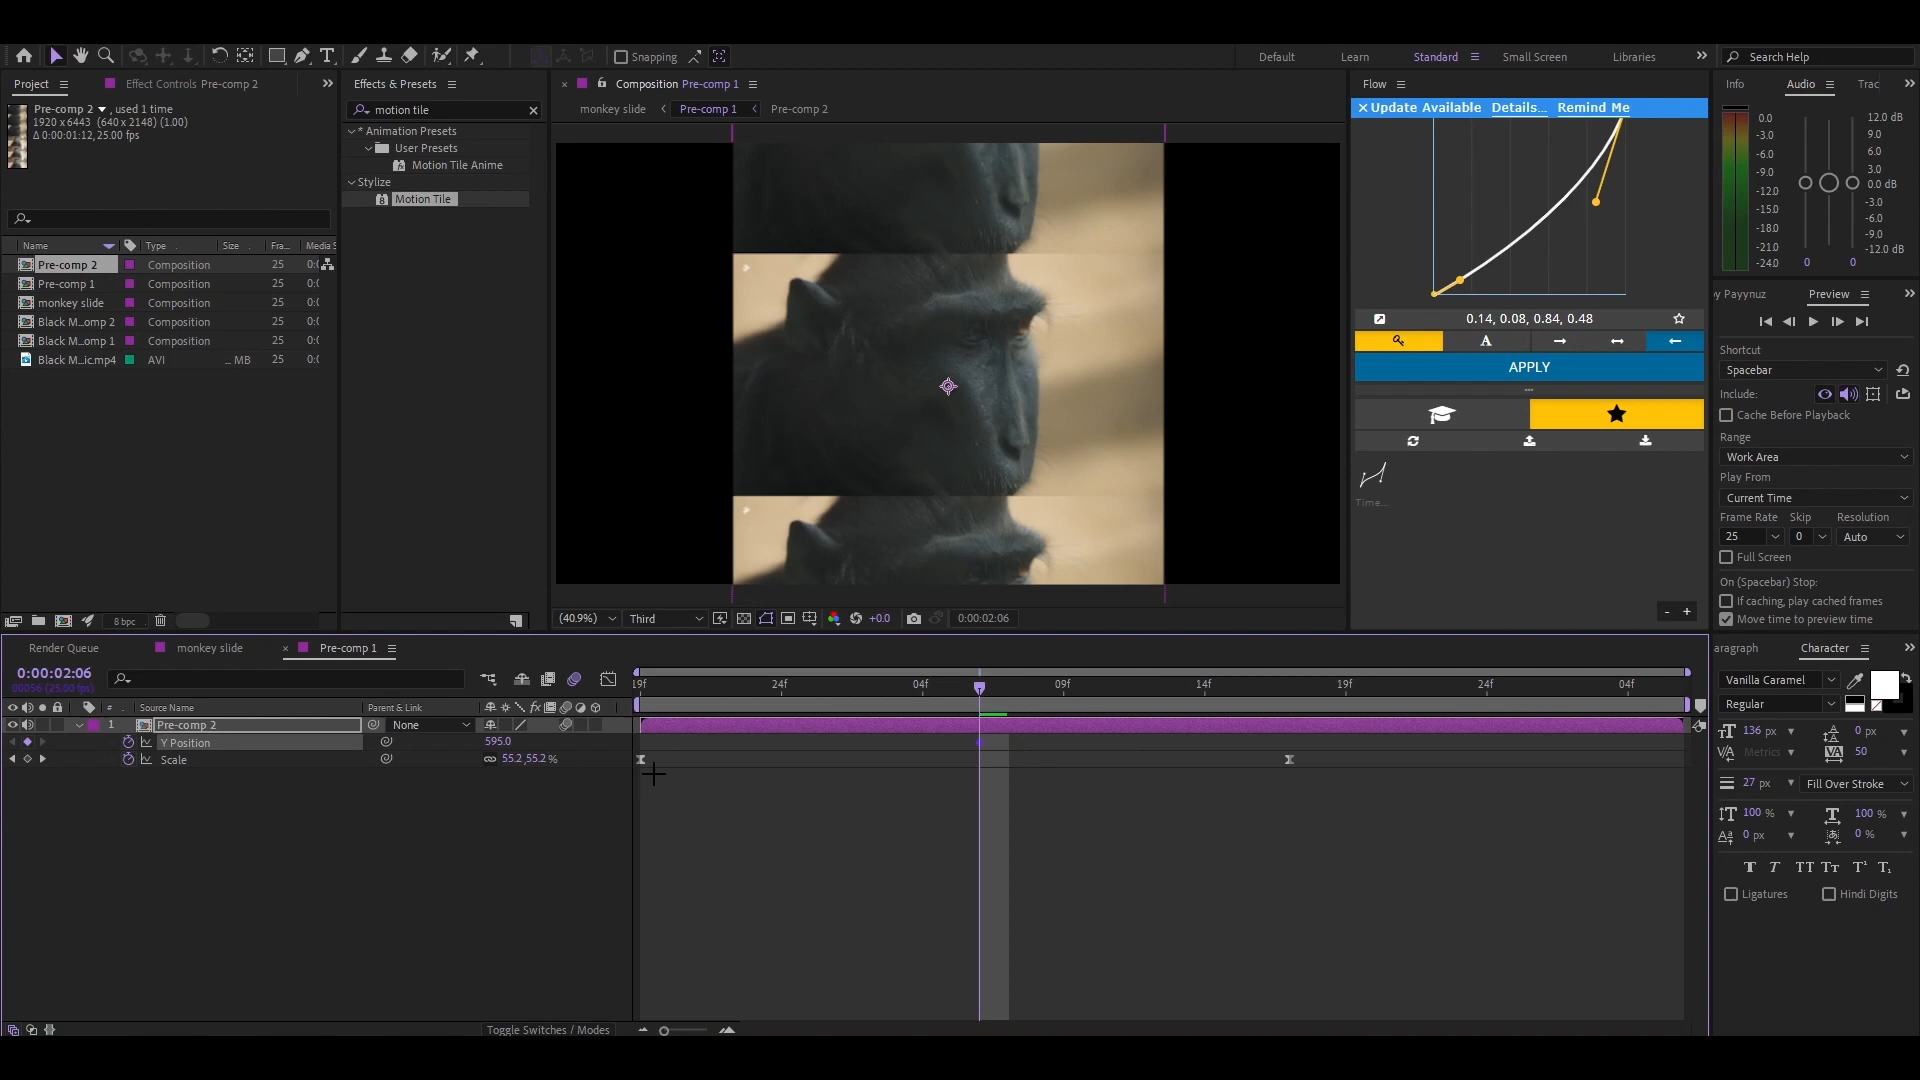 Snapping
Default
Learn
Standard
Small Screen
Libraries
Search Help
Project
Effect Controls Pre-comp 2
Effects & Presets
Composition Pre-comp 1
Flow
Info
Audio
Trac
Pre-comp 2 , used 1 time
1920 x 6443 (640 x 2148) (1.00)
Δ 0:00:01:12, 25.00 fps
motion tile
* Animation Presets
User Presets
Motion Tile Anime
Stylize
Motion Tile
monkey slide
Pre-comp 1
Pre-comp 2
Update Available
Details...
Remind Me
0.0
-3.0
-6.0
-9.0
-12.0
-15.0
-18.0
-21.0
-24.0
12.0 dB
9.0
6.0
3.0
0.0 dB
-3.0
-6.0
-9.0
-12.0 dB
0
0
Name
Type
Size
Fra...
Media S
Pre-comp 2
Composition
25
0:(
Pre-comp 1
Composition
25
0:(
monkey slide
Composition
25
0:(
Black M...omp 2
Composition
25
0:(
Black M...omp 1
Composition
25
0:(
Black M...ic.mp4
AVI
... MB
25
0:(
8 bpc
0.14, 0.08, 0.84, 0.48
A
APPLY
Time...
- +
by Payynuz
Preview
Shortcut
Spacebar
Include:
Cache Before Playback
Range
Work Area
Play From
Current Time
Frame Rate
Skip
Resolution
25
0
Auto
Full Screen
On (Spacebar) Stop:
If caching, play cached frames
Move time to preview time
(40.9%)
Third
+0.0
0:00:02:06
Render Queue
monkey slide
Pre-comp 1
0:00:02:06
00056 (25.00 fps)
19f
24f
04f
09f
14f
19f
24f
04f
#
Source Name
Parent & Link
fx
1
Pre-comp 2
None
Y Position
595.0
Scale
55.2,55.2%
Toggle Switches / Modes
aragraph
Character
Vanilla Caramel
Regular
136 px
0 px
Metrics
50
27 px
Fill Over Stroke
100 %
100 %
0 px
0 %
T T TT Tт T¹ T₁
Ligatures
Hindi Digits